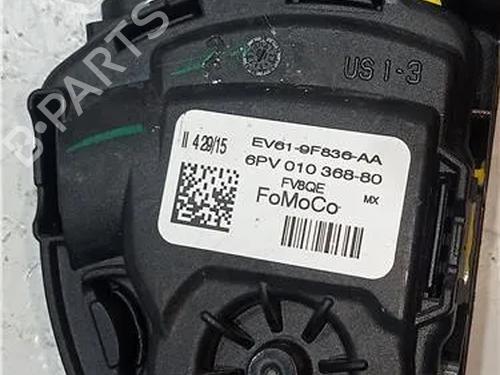 B-PARTS
US 1-3
II 4 29/15
EV61-9F836-AA
6PV 010 368-80
FV8QE
MX
FoMoCo